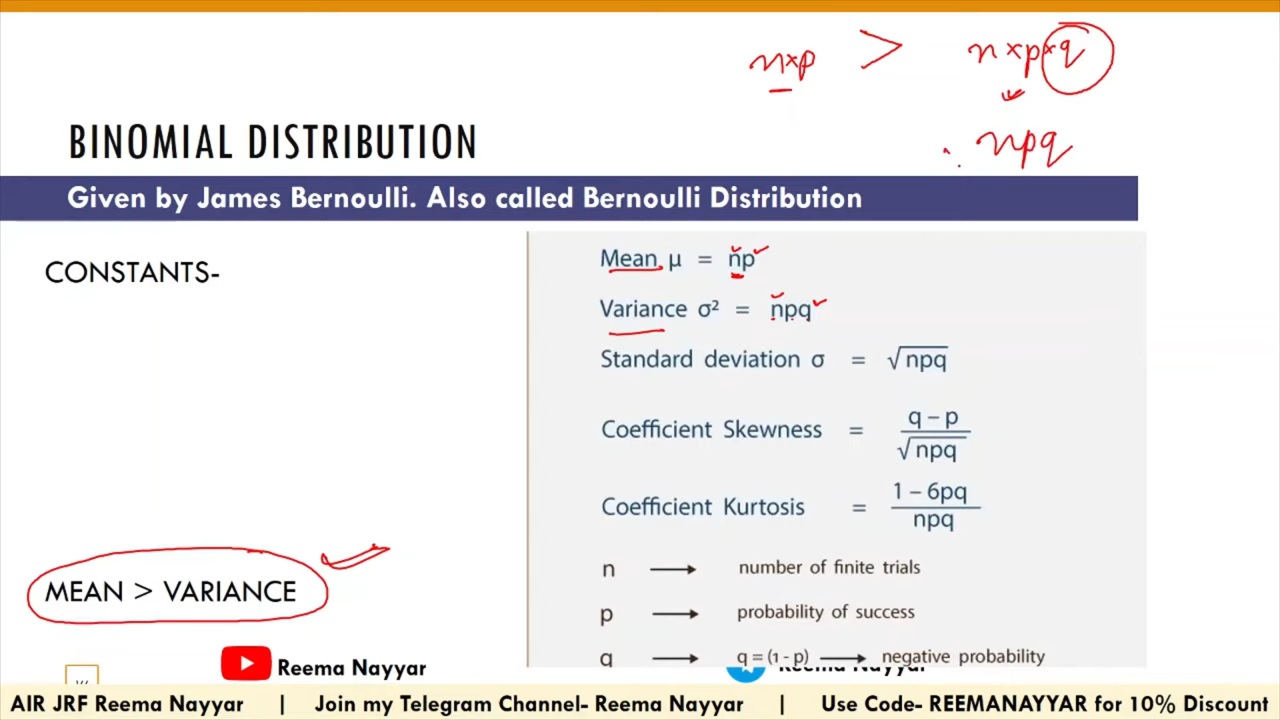 n×p > n×p×q
∴ npq
BINOMIAL DISTRIBUTION
Given by James Bernoulli. Also called Bernoulli Distribution
CONSTANTS-
Mean μ = np
Variance σ² = npq
Standard deviation σ = √npq
Coefficient Skewness = q – p / √npq
Coefficient Kurtosis = 1 – 6pq / npq
n → number of finite trials
p → probability of success
q → q = (1 - p) → negative probability
MEAN > VARIANCE
Reema Nayyar
Reema Nayyar
AIR JRF Reema Nayyar | Join my Telegram Channel- Reema Nayyar | Use Code- REEMANAYYAR for 10% Discount